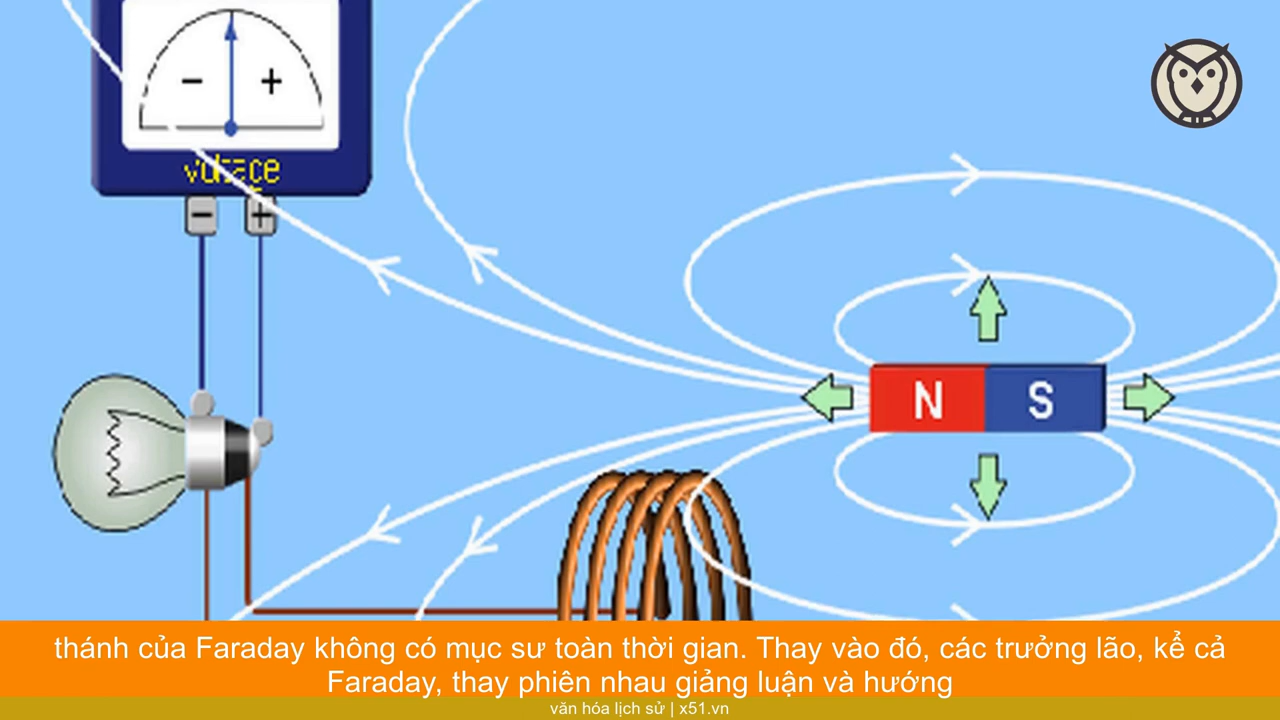 − +
voltage
− +
N S
thánh của Faraday không có mục sư toàn thời gian. Thay vào đó, các trưởng lão, kể cả
Faraday, thay phiên nhau giảng luận và hướng
văn hóa lịch sử | x51.vn